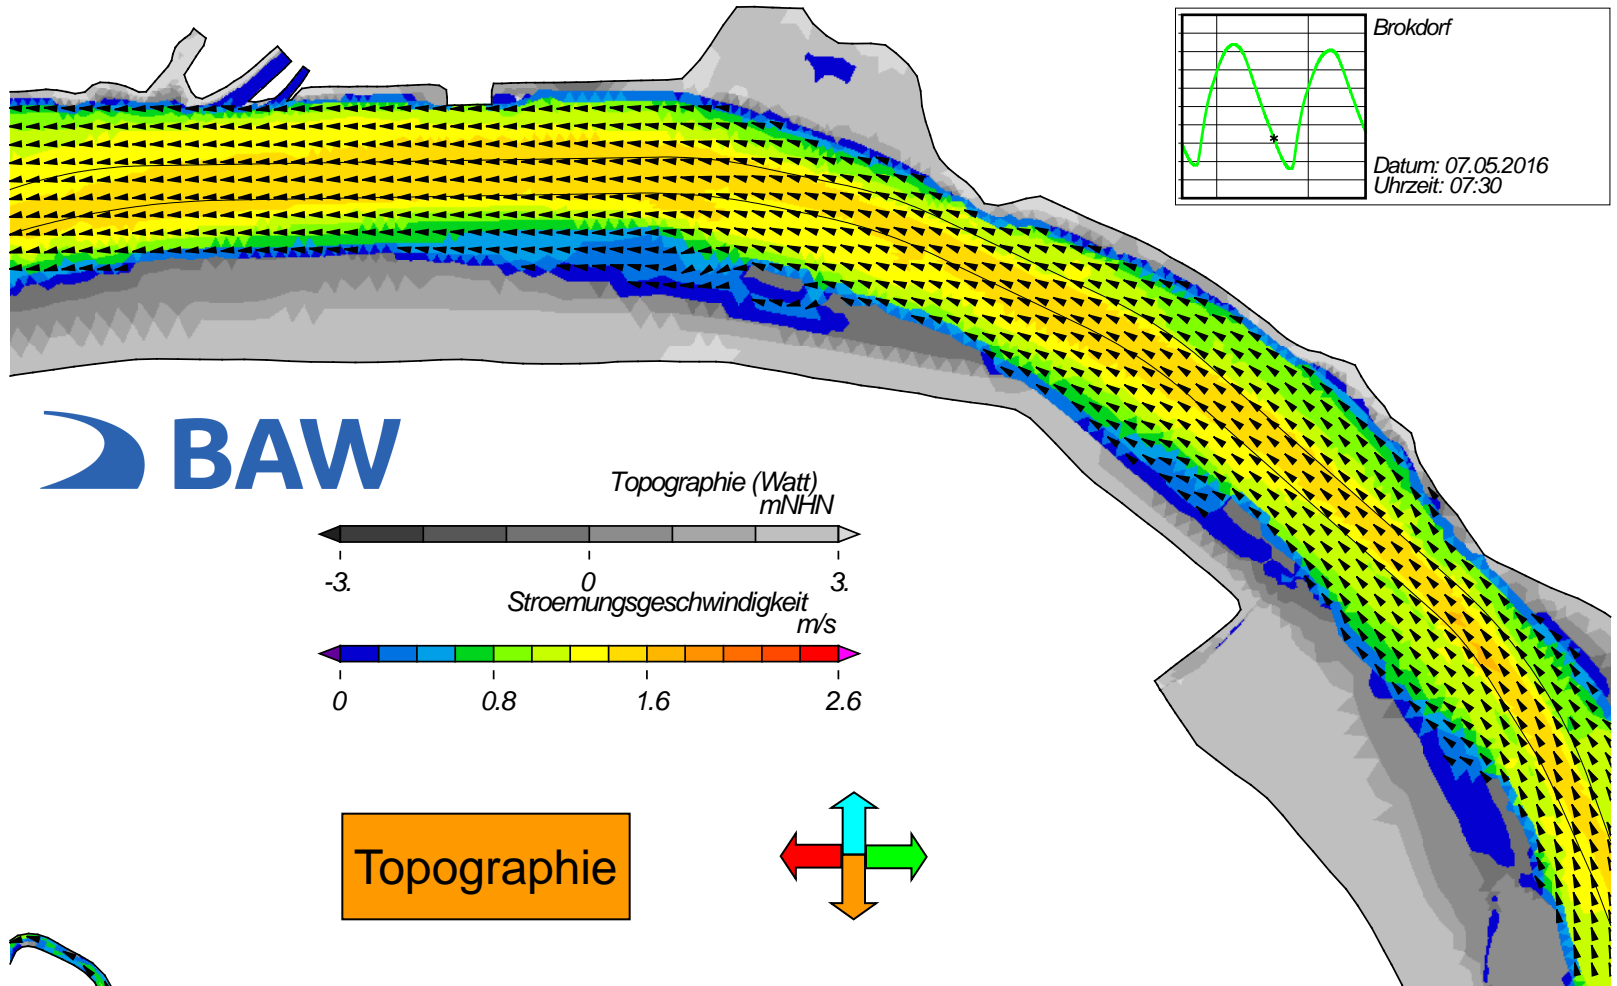 Brokdorf
Datum: 07.05.2016
Uhrzeit: 07:30
BAW
Topographie (Watt)
mNHN
-3. 0 3.
Stroemungsgeschwindigkeit
m/s
0 0.8 1.6 2.6
Topographie